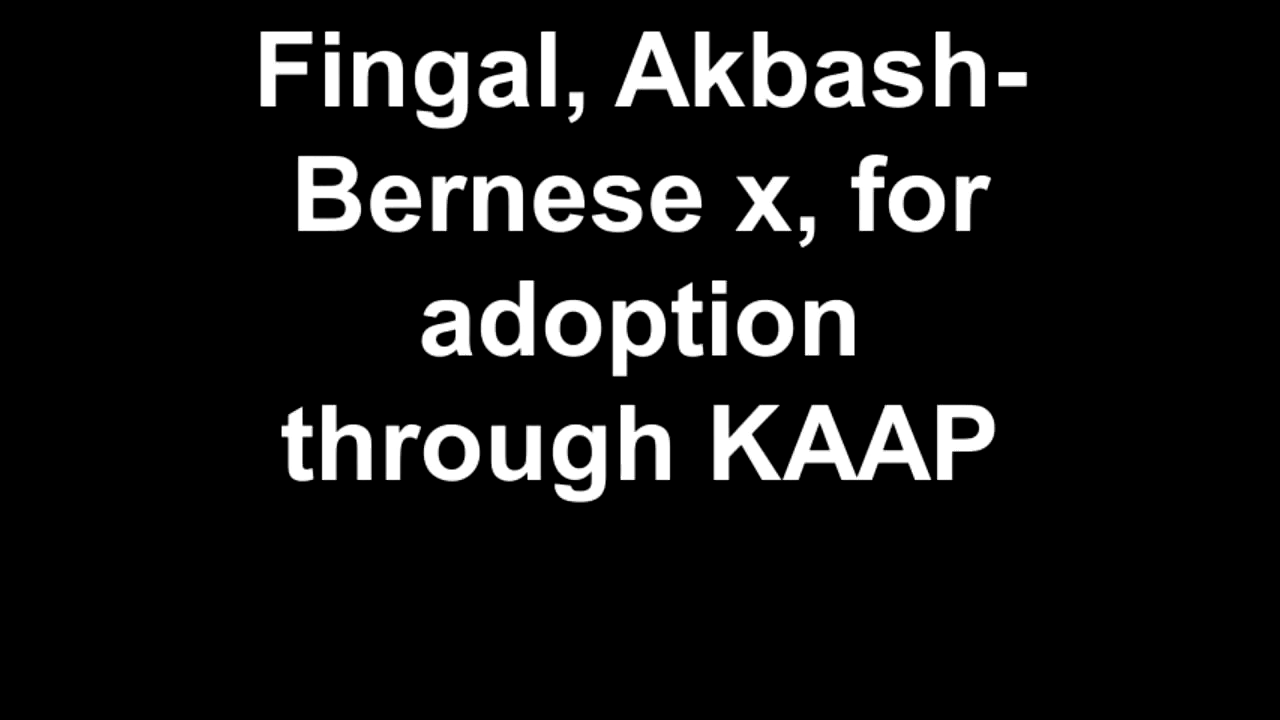 Fingal, Akbash-
Bernese x, for
adoption
through KAAP